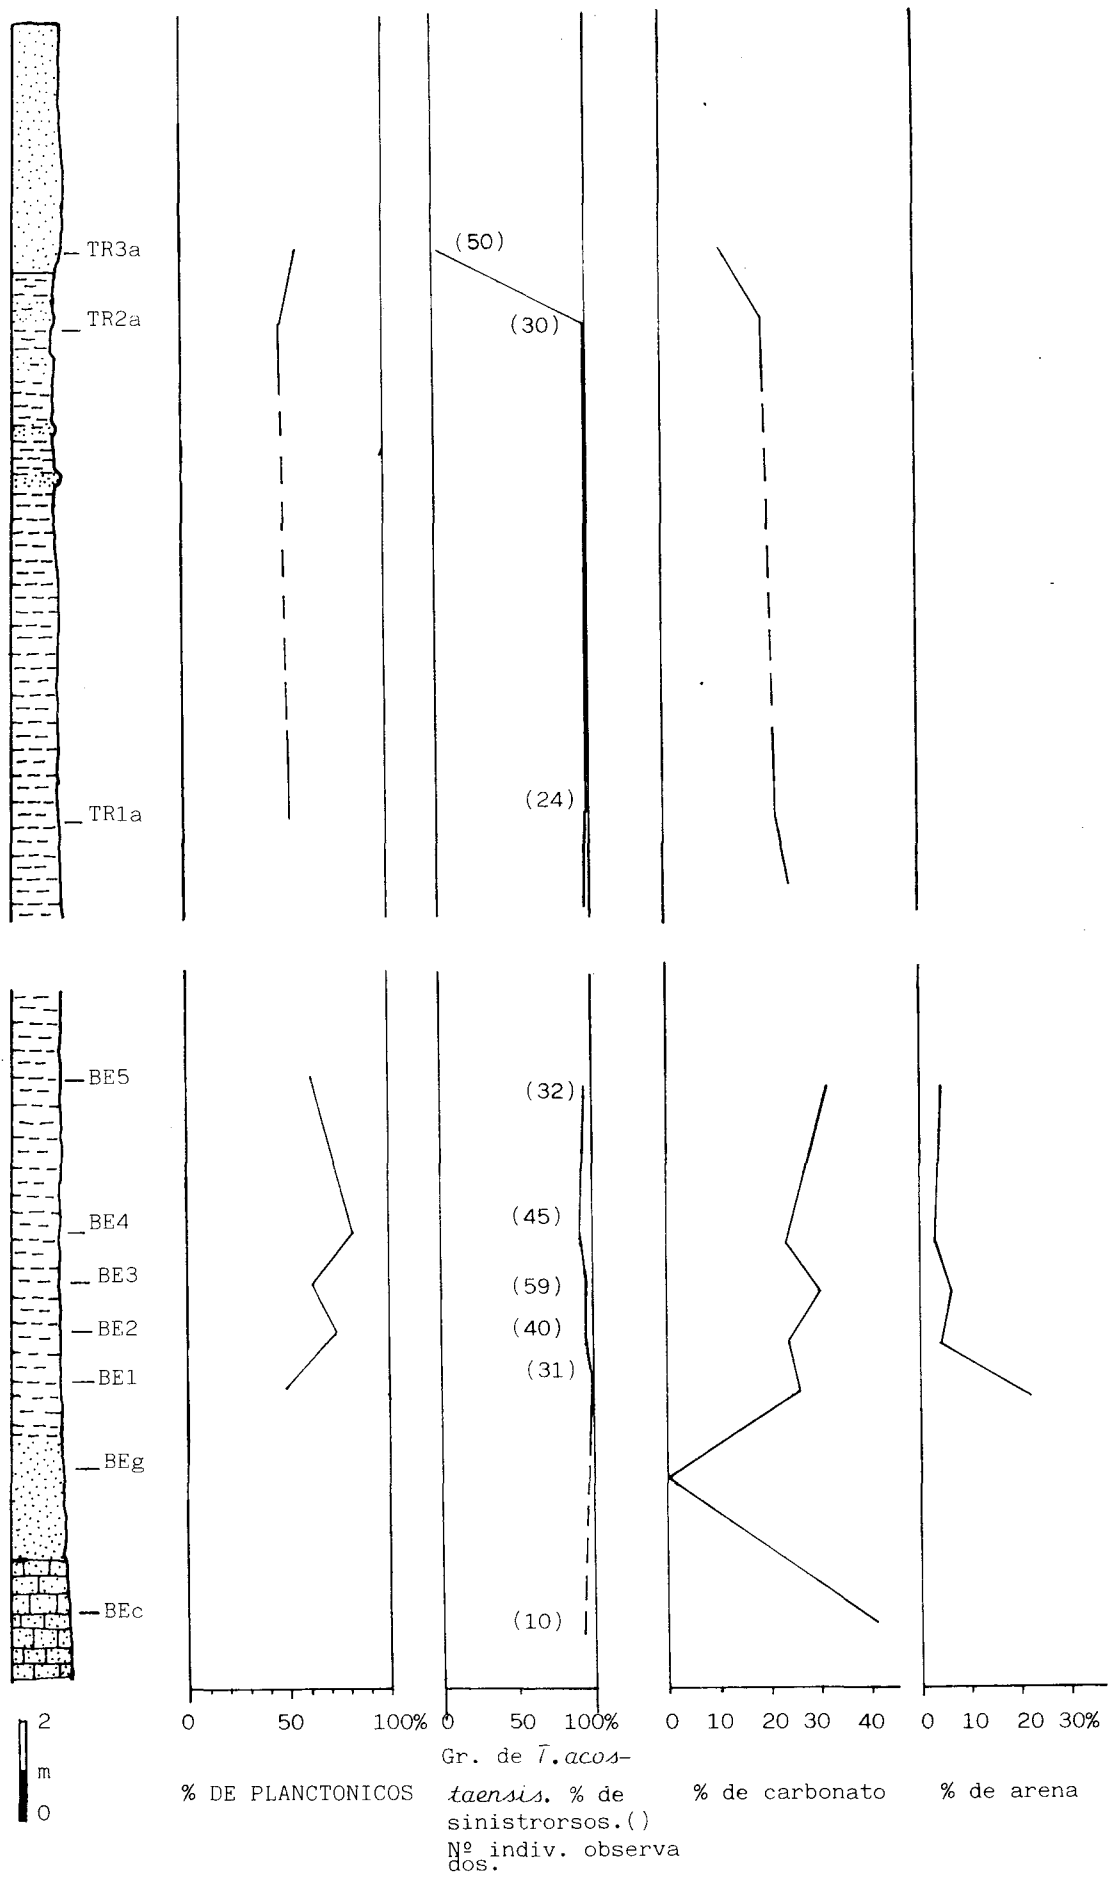 TR3a
(50)
TR2a
(30)
TR1a
(24)
BE5
(32)
BE4
(45)
BE3
(59)
BE2
(40)
BE1
(31)
BEg
BEc
(10)
2
m
0
0 50 100%
% DE PLANCTONICOS
0 50 100%
Gr. de T. acos-
taensis. % de
sinistrorsos.()
Nº indiv. observa
dos.
0 10 20 30 40
% de carbonato
0 10 20 30%
% de arena